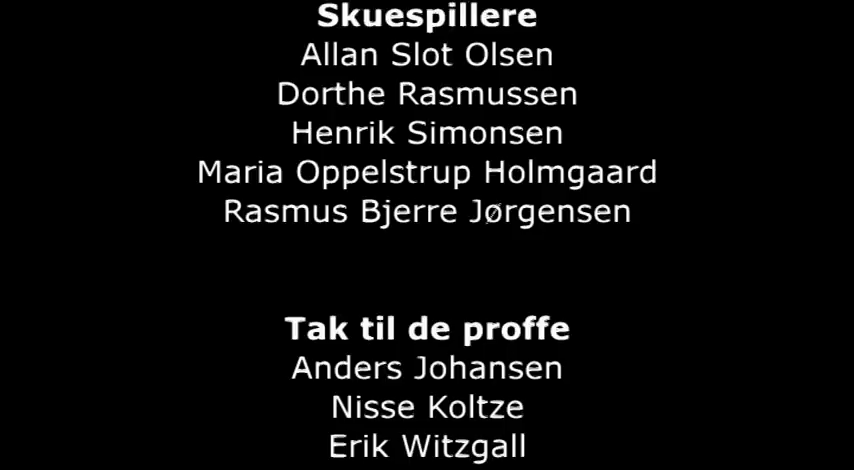 Skuespillere
Allan Slot Olsen
Dorthe Rasmussen
Henrik Simonsen
Maria Oppelstrup Holmgaard
Rasmus Bjerre Jørgensen
Tak til de proffe
Anders Johansen
Nisse Koltze
Erik Witzgall